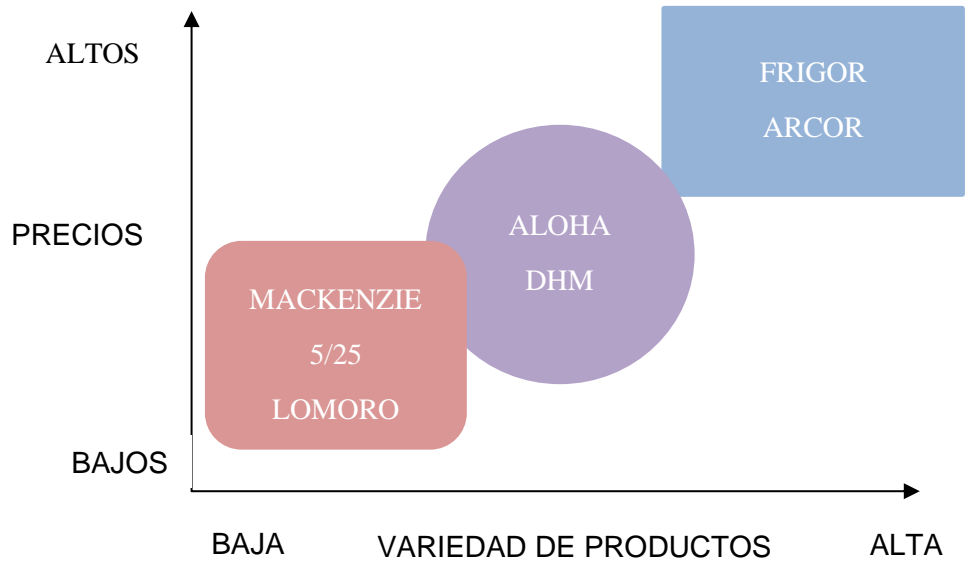 ALTOS
FRIGOR
ARCOR
PRECIOS
ALOHA
DHM
MACKENZIE
5/25
LOMORO
BAJOS
BAJA
VARIEDAD DE PRODUCTOS
ALTA